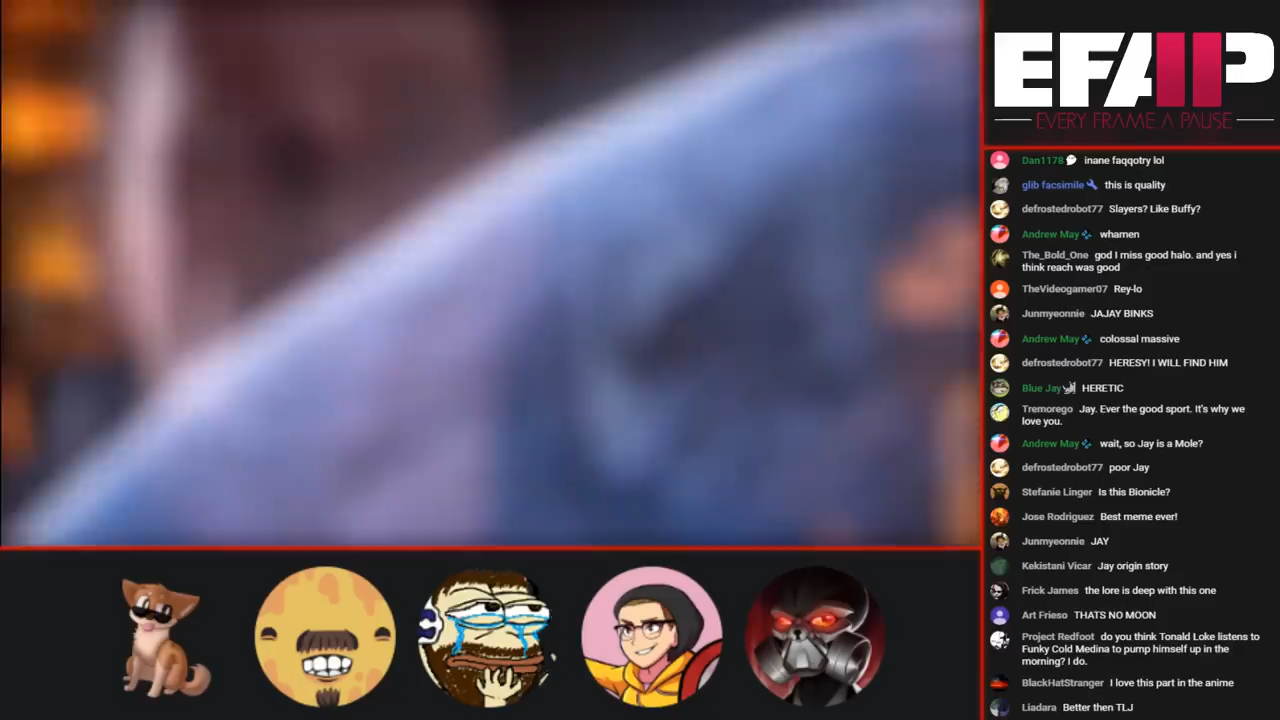 EFAP
EVERY FRAME A PAUSE
Dan1178 inane faqqotry lol
glib facsimile this is quality
defrostedrobot77 Slayers? Like Buffy?
Andrew May whamen
The_Bold_One god I miss good halo. and yes i
think reach was good
TheVideogamer07 Rey-lo
Junmyeonnie JAJAY BINKS
Andrew May colossal massive
defrostedrobot77 HERESY! I WILL FIND HIM
Blue Jay HERETIC
Tremorego Jay. Ever the good sport. It's why we
love you.
Andrew May wait, so Jay is a Mole?
defrostedrobot77 poor Jay
Stefanie Linger Is this Bionicle?
Jose Rodriguez Best meme ever!
Junmyeonnie JAY
Kekistani Vicar Jay origin story
Frick James the lore is deep with this one
Art Frieso THATS NO MOON
Project Redfoot do you think Tonald Loke listens to
Funky Cold Medina to pump himself up in the
morning? I do.
BlackHatStranger I love this part in the anime
Liadara Better then TLJ